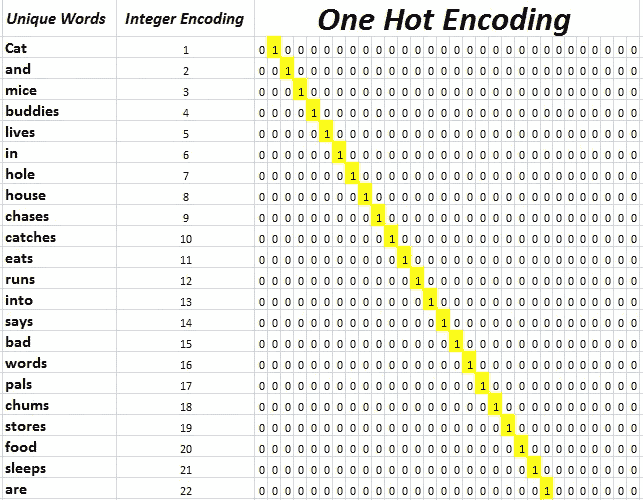 Unique Words Integer Encoding One Hot Encoding
Cat 1 0 1 0 0 0 0 0 0 0 0 0 0 0 0 0 0 0 0 0 0 0 0 0 0 0 0 0 0 0 0
and 2 0 0 1 0 0 0 0 0 0 0 0 0 0 0 0 0 0 0 0 0 0 0 0 0 0 0 0 0 0 0
mice 3 0 0 0 1 0 0 0 0 0 0 0 0 0 0 0 0 0 0 0 0 0 0 0 0 0 0 0 0 0 0
buddies 4 0 0 0 0 1 0 0 0 0 0 0 0 0 0 0 0 0 0 0 0 0 0 0 0 0 0 0 0 0 0
lives 5 0 0 0 0 0 1 0 0 0 0 0 0 0 0 0 0 0 0 0 0 0 0 0 0 0 0 0 0 0 0
in 6 0 0 0 0 0 0 1 0 0 0 0 0 0 0 0 0 0 0 0 0 0 0 0 0 0 0 0 0 0 0
hole 7 0 0 0 0 0 0 0 1 0 0 0 0 0 0 0 0 0 0 0 0 0 0 0 0 0 0 0 0 0 0
house 8 0 0 0 0 0 0 0 0 1 0 0 0 0 0 0 0 0 0 0 0 0 0 0 0 0 0 0 0 0 0
chases 9 0 0 0 0 0 0 0 0 0 1 0 0 0 0 0 0 0 0 0 0 0 0 0 0 0 0 0 0 0 0
catches 10 0 0 0 0 0 0 0 0 0 0 1 0 0 0 0 0 0 0 0 0 0 0 0 0 0 0 0 0 0 0
eats 11 0 0 0 0 0 0 0 0 0 0 0 1 0 0 0 0 0 0 0 0 0 0 0 0 0 0 0 0 0 0
runs 12 0 0 0 0 0 0 0 0 0 0 0 0 1 0 0 0 0 0 0 0 0 0 0 0 0 0 0 0 0 0
into 13 0 0 0 0 0 0 0 0 0 0 0 0 0 1 0 0 0 0 0 0 0 0 0 0 0 0 0 0 0 0
says 14 0 0 0 0 0 0 0 0 0 0 0 0 0 0 1 0 0 0 0 0 0 0 0 0 0 0 0 0 0 0
bad 15 0 0 0 0 0 0 0 0 0 0 0 0 0 0 0 1 0 0 0 0 0 0 0 0 0 0 0 0 0 0
words 16 0 0 0 0 0 0 0 0 0 0 0 0 0 0 0 0 1 0 0 0 0 0 0 0 0 0 0 0 0 0
pals 17 0 0 0 0 0 0 0 0 0 0 0 0 0 0 0 0 0 1 0 0 0 0 0 0 0 0 0 0 0 0
chums 18 0 0 0 0 0 0 0 0 0 0 0 0 0 0 0 0 0 0 1 0 0 0 0 0 0 0 0 0 0 0
stores 19 0 0 0 0 0 0 0 0 0 0 0 0 0 0 0 0 0 0 0 1 0 0 0 0 0 0 0 0 0 0
food 20 0 0 0 0 0 0 0 0 0 0 0 0 0 0 0 0 0 0 0 0 1 0 0 0 0 0 0 0 0 0
sleeps 21 0 0 0 0 0 0 0 0 0 0 0 0 0 0 0 0 0 0 0 0 0 1 0 0 0 0 0 0 0 0
are 22 0 0 0 0 0 0 0 0 0 0 0 0 0 0 0 0 0 0 0 0 0 0 1 0 0 0 0 0 0 0